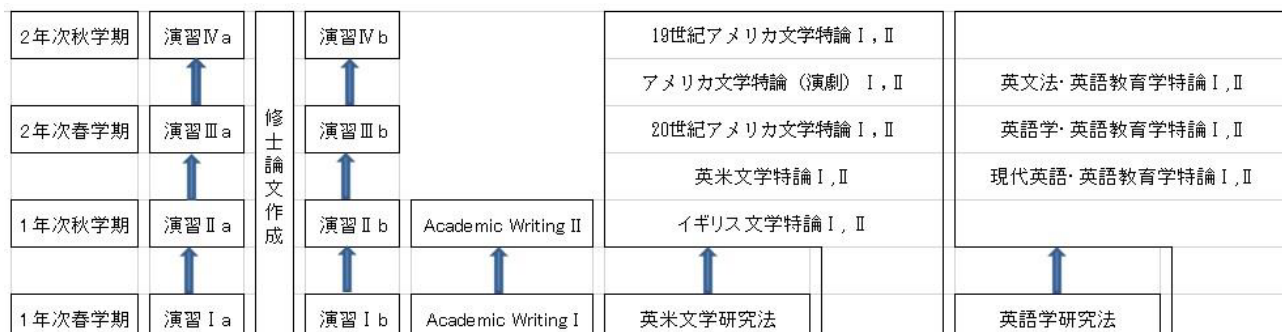 2年次秋学期
演習Ⅳa
演習Ⅳb
19世紀アメリカ文学特論Ⅰ,Ⅱ
アメリカ文学特論（演劇）Ⅰ,Ⅱ
英文法・英語教育学特論Ⅰ,Ⅱ
2年次春学期
演習Ⅲa
修士論文作成
演習Ⅲb
20世紀アメリカ文学特論Ⅰ,Ⅱ
英語学・英語教育学特論Ⅰ,Ⅱ
英米文学特論Ⅰ,Ⅱ
現代英語・英語教育学特論Ⅰ,Ⅱ
1年次秋学期
演習Ⅱa
演習Ⅱb
Academic Writing Ⅱ
イギリス文学特論Ⅰ,Ⅱ
1年次春学期
演習Ⅰa
演習Ⅰb
Academic Writing Ⅰ
英米文学研究法
英語学研究法